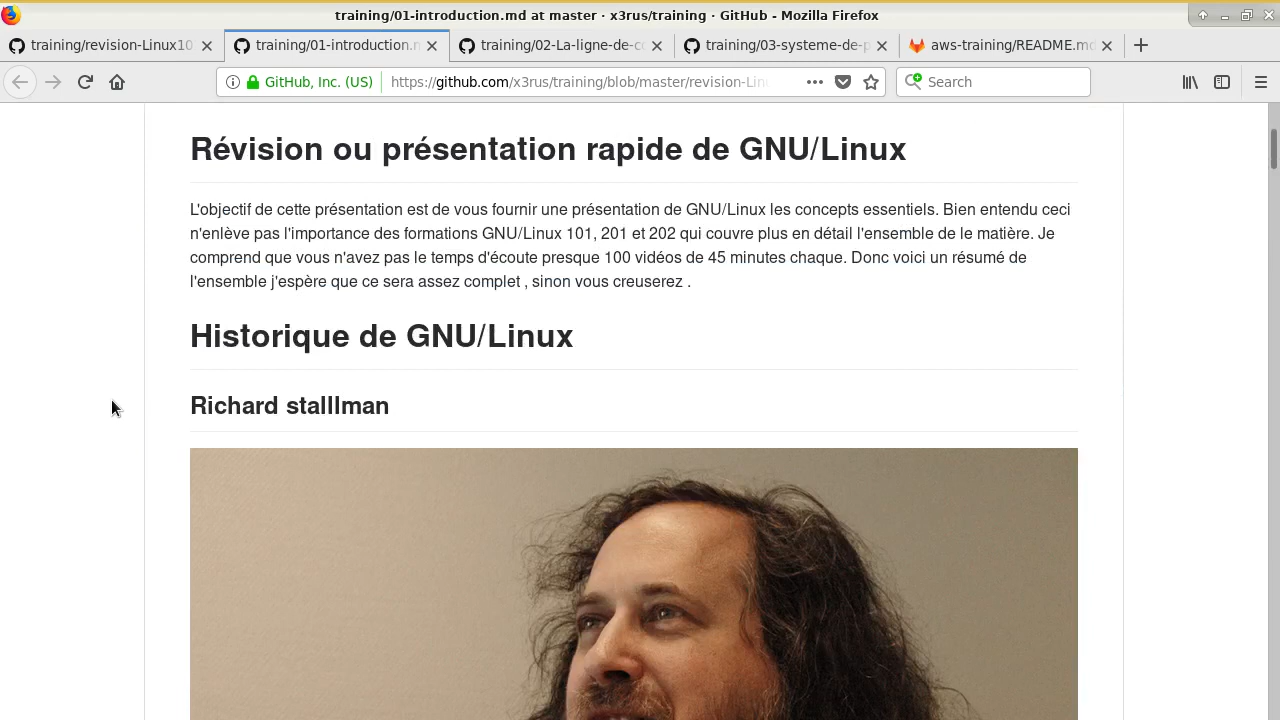 training/01-introduction.md at master · x3rus/training · GitHub - Mozilla Firefox
training/revision-Linux10
training/01-introduction.n
training/02-La-ligne-de-co
training/03-systeme-de-p
aws-training/README.md
GitHub, Inc. (US)
https://github.com/x3rus/training/blob/master/revision-Lin
Search
Révision ou présentation rapide de GNU/Linux
L'objectif de cette présentation est de vous fournir une présentation de GNU/Linux les concepts essentiels. Bien entendu ceci
n'enlève pas l'importance des formations GNU/Linux 101, 201 et 202 qui couvre plus en détail l'ensemble de le matière. Je
comprend que vous n'avez pas le temps d'écoute presque 100 vidéos de 45 minutes chaque. Donc voici un résumé de
l'ensemble j'espère que ce sera assez complet , sinon vous creuserez .
Historique de GNU/Linux
Richard stalllman